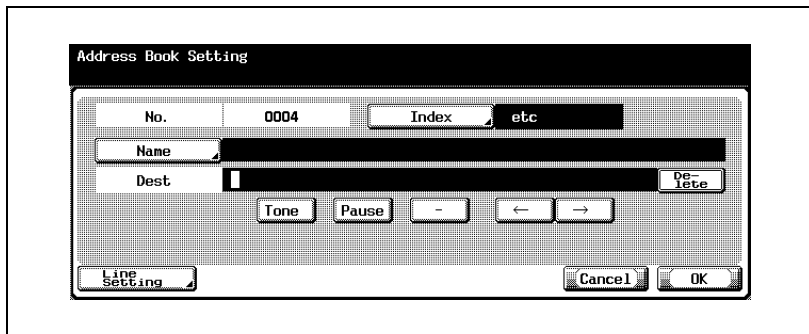 Address Book Setting
No. 0004 Index etc
Name
Dest De-
lete
Tone Pause - ← →
Line
Setting Cancel OK